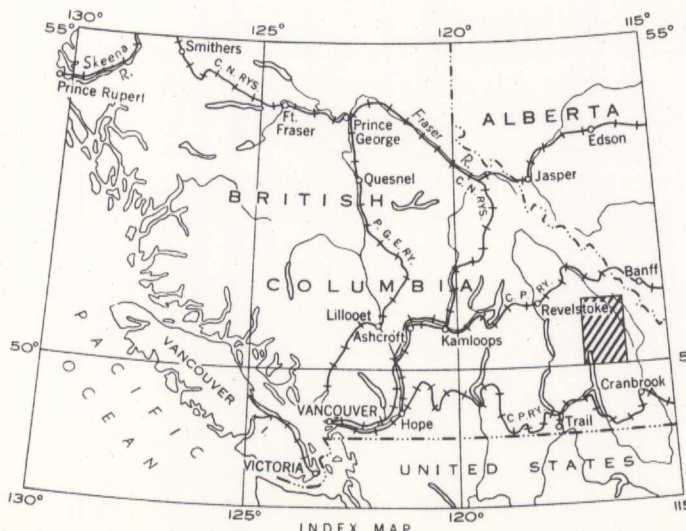 130°
125°
120°
115°
55°
55°
Skeena
R.
Prince Rupert
Smithers
C.N.RYS
Ft.
Fraser
Prince
George
Fraser
R.
C.N.RYS
ALBERTA
Edson
Jasper
Quesnel
BRITISH
P.G.E.RY.
COLUMBIA
C.P.RY.
Banff
Revelstoke
Lillooet
Ashcroft
Kamloops
50°
5
PACIFIC
OCEAN
VANCOUVER
VANCOUVER
Hope
C.P.RY.
Trail
Cranbrook
VICTORIA
UNITED STATES
130°
125°
120°
115
INDEX MAP